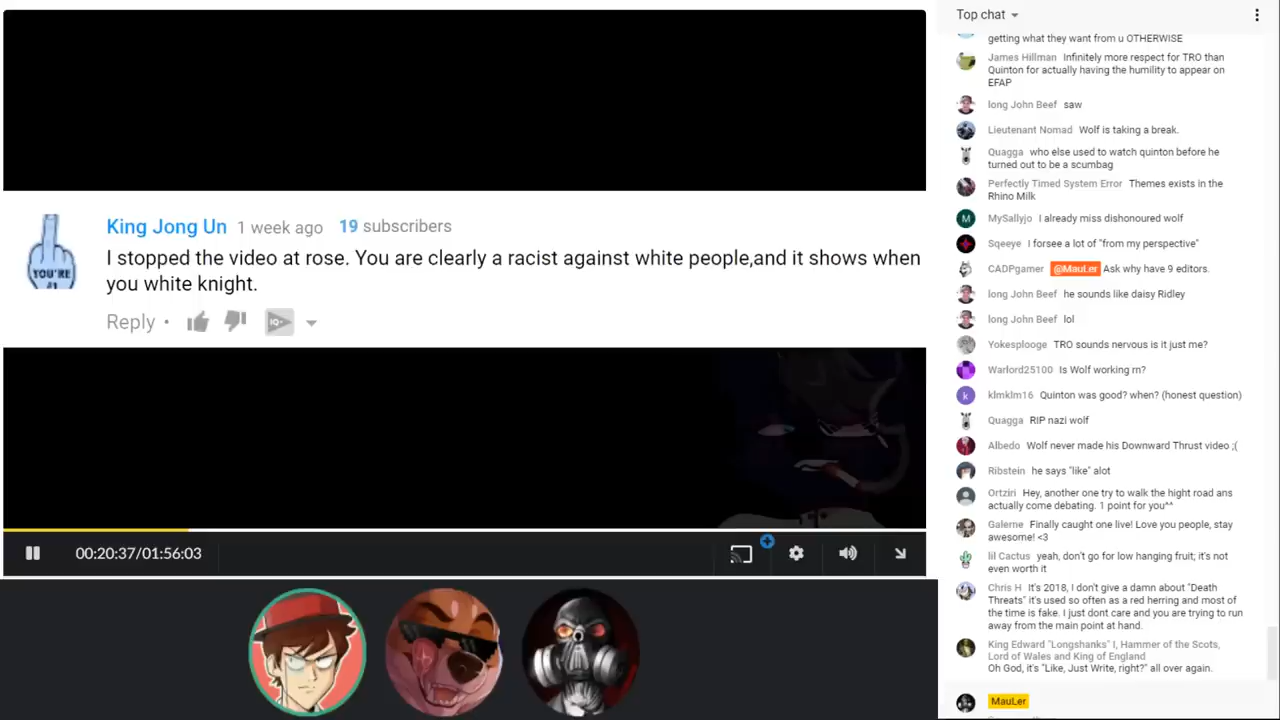 King Jong Un 1 week ago 19 subscribers
I stopped the video at rose. You are clearly a racist against white people,and it shows when
you white knight.
Reply •
YOU'RE
#1
IQ+
00:20:37/01:56:03
Top chat
getting what they want from u OTHERWISE
James Hillman Infinitely more respect for TRO than
Quinton for actually having the humility to appear on
EFAP
long John Beef saw
Lieutenant Nomad Wolf is taking a break.
Quagga who else used to watch quinton before he
turned out to be a scumbag
Perfectly Timed System Error Themes exists in the
Rhino Milk
M
MySallyjo I already miss dishonoured wolf
Sqeeye I forsee a lot of "from my perspective"
CADPgamer @MauLer Ask why have 9 editors.
long John Beef he sounds like daisy Ridley
long John Beef lol
Yokesplooge TRO sounds nervous is it just me?
Warlord25100 Is Wolf working rn?
k
klmklm16 Quinton was good? when? (honest question)
Quagga RIP nazi wolf
Albedo Wolf never made his Downward Thrust video ;(
Ribstein he says "like" alot
Ortziri Hey, another one try to walk the hight road ans
actually come debating. 1 point for you^^
Galerne Finally caught one live! Love you people, stay
awesome! <3
lil Cactus yeah, don't go for low hanging fruit; it's not
even worth it
Chris H It's 2018, I don't give a damn about "Death
Threats" it's used so often as a red herring and most of
the time is fake. I just dont care and you are trying to run
away from the main point at hand.
King Edward "Longshanks" I, Hammer of the Scots,
Lord of Wales and King of England
Oh God, it's "Like, Just Write, right?" all over again.
MauLer